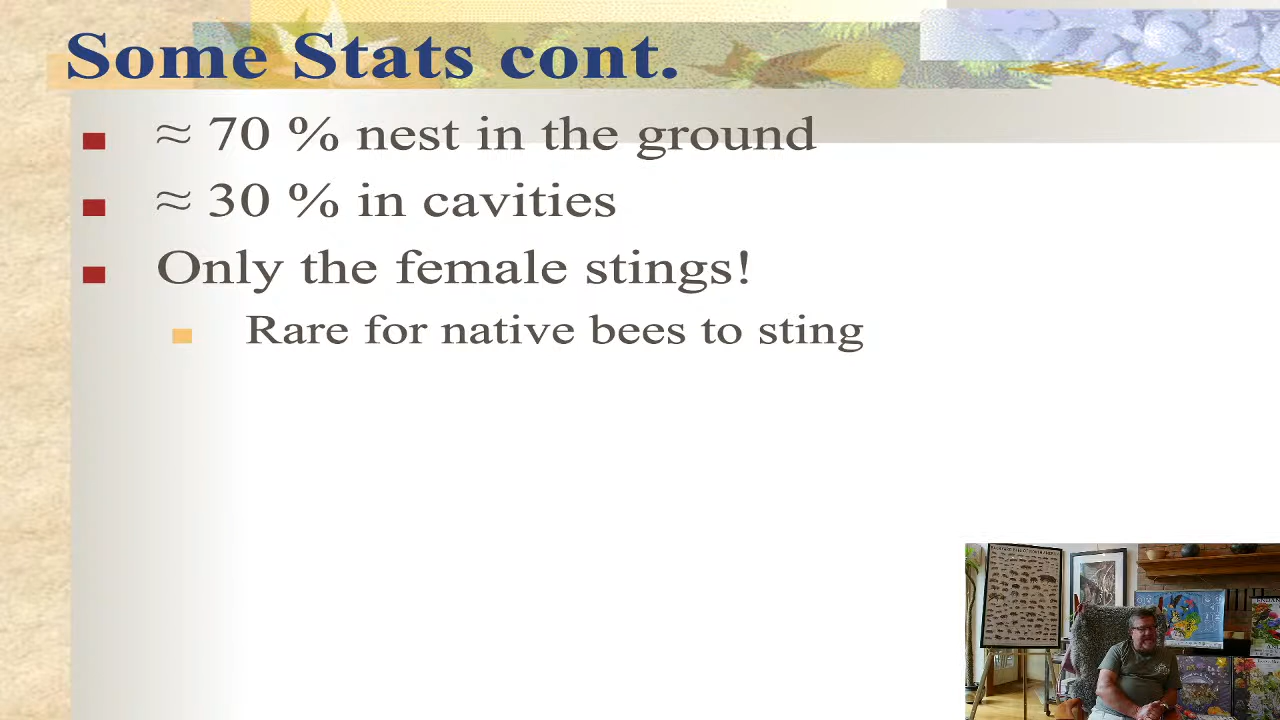 Some Stats cont.
≈ 70 % nest in the ground
≈ 30 % in cavities
Only the female stings!
Rare for native bees to sting